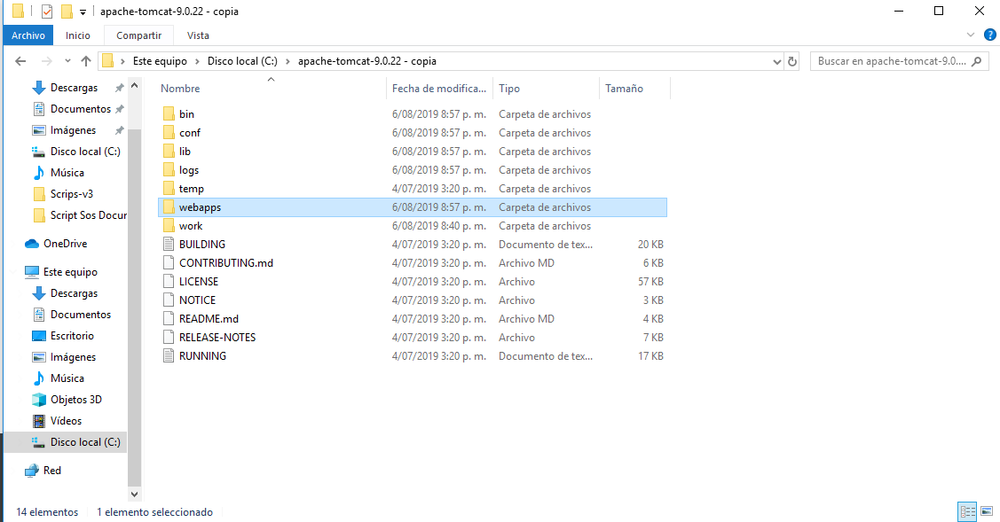 apache-tomcat-9.0.22 - copia
Archivo Inicio Compartir Vista
Este equipo Disco local (C:) apache-tomcat-9.0.22 - copia Buscar en apache-tomcat-9.0....
Descargas
Documentos
Imágenes
Disco local (C:)
Música
Scrips-v3
Script Sos Docur
OneDrive
Este equipo
Descargas
Documentos
Escritorio
Imágenes
Música
Objetos 3D
Vídeos
Disco local (C:)
Red
Nombre Fecha de modifica... Tipo Tamaño
bin 6/08/2019 8:57 p. m. Carpeta de archivos
conf 6/08/2019 8:57 p. m. Carpeta de archivos
lib 6/08/2019 8:57 p. m. Carpeta de archivos
logs 6/08/2019 8:57 p. m. Carpeta de archivos
temp 4/07/2019 3:20 p. m. Carpeta de archivos
webapps 6/08/2019 8:57 p. m. Carpeta de archivos
work 6/08/2019 8:40 p. m. Carpeta de archivos
BUILDING 4/07/2019 3:20 p. m. Documento de tex... 20 KB
CONTRIBUTING.md 4/07/2019 3:20 p. m. Archivo MD 6 KB
LICENSE 4/07/2019 3:20 p. m. Archivo 57 KB
NOTICE 4/07/2019 3:20 p. m. Archivo 3 KB
README.md 4/07/2019 3:20 p. m. Archivo MD 4 KB
RELEASE-NOTES 4/07/2019 3:20 p. m. Archivo 7 KB
RUNNING 4/07/2019 3:20 p. m. Documento de tex... 17 KB
14 elementos 1 elemento seleccionado